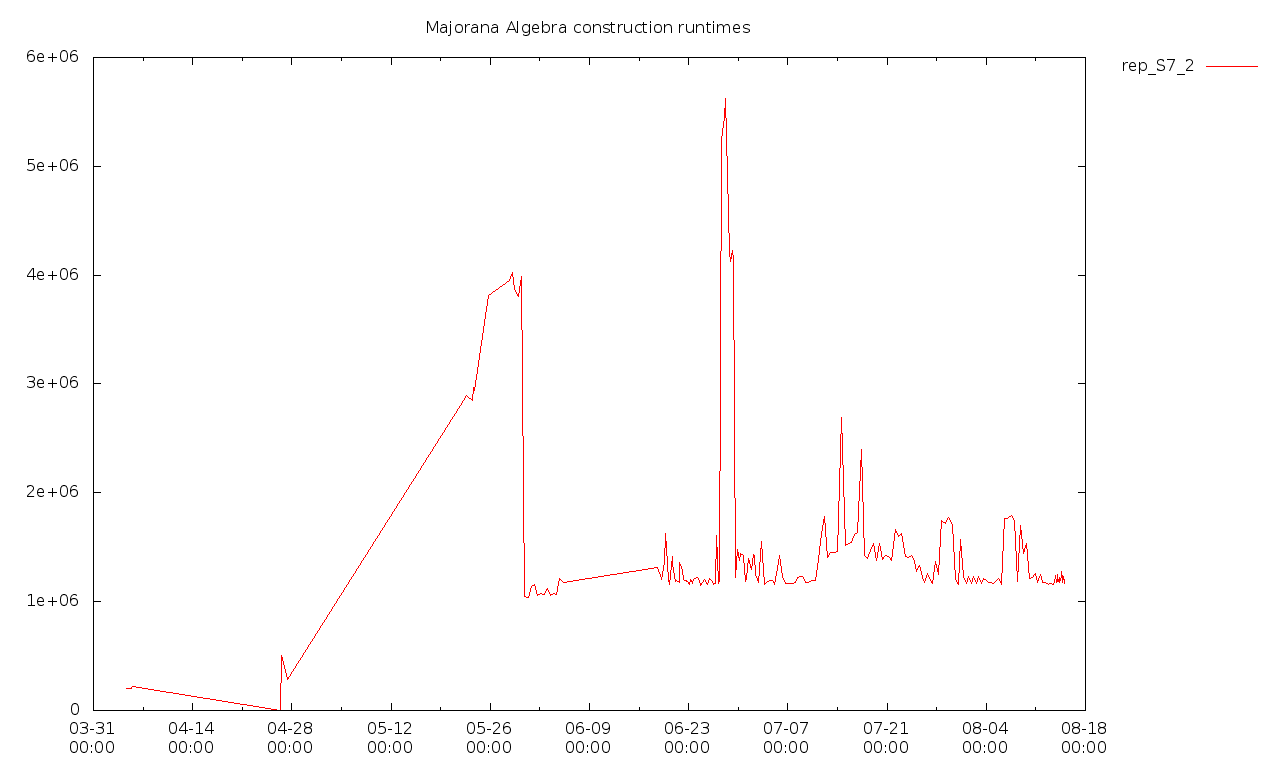 Majorana Algebra construction runtimes
rep_S7_2
6e+06
5e+06
4e+06
3e+06
2e+06
1e+06
0
03-31 04-14 04-28 05-12 05-26 06-09 06-23 07-07 07-21 08-04 08-18
00:00 00:00 00:00 00:00 00:00 00:00 00:00 00:00 00:00 00:00 00:00